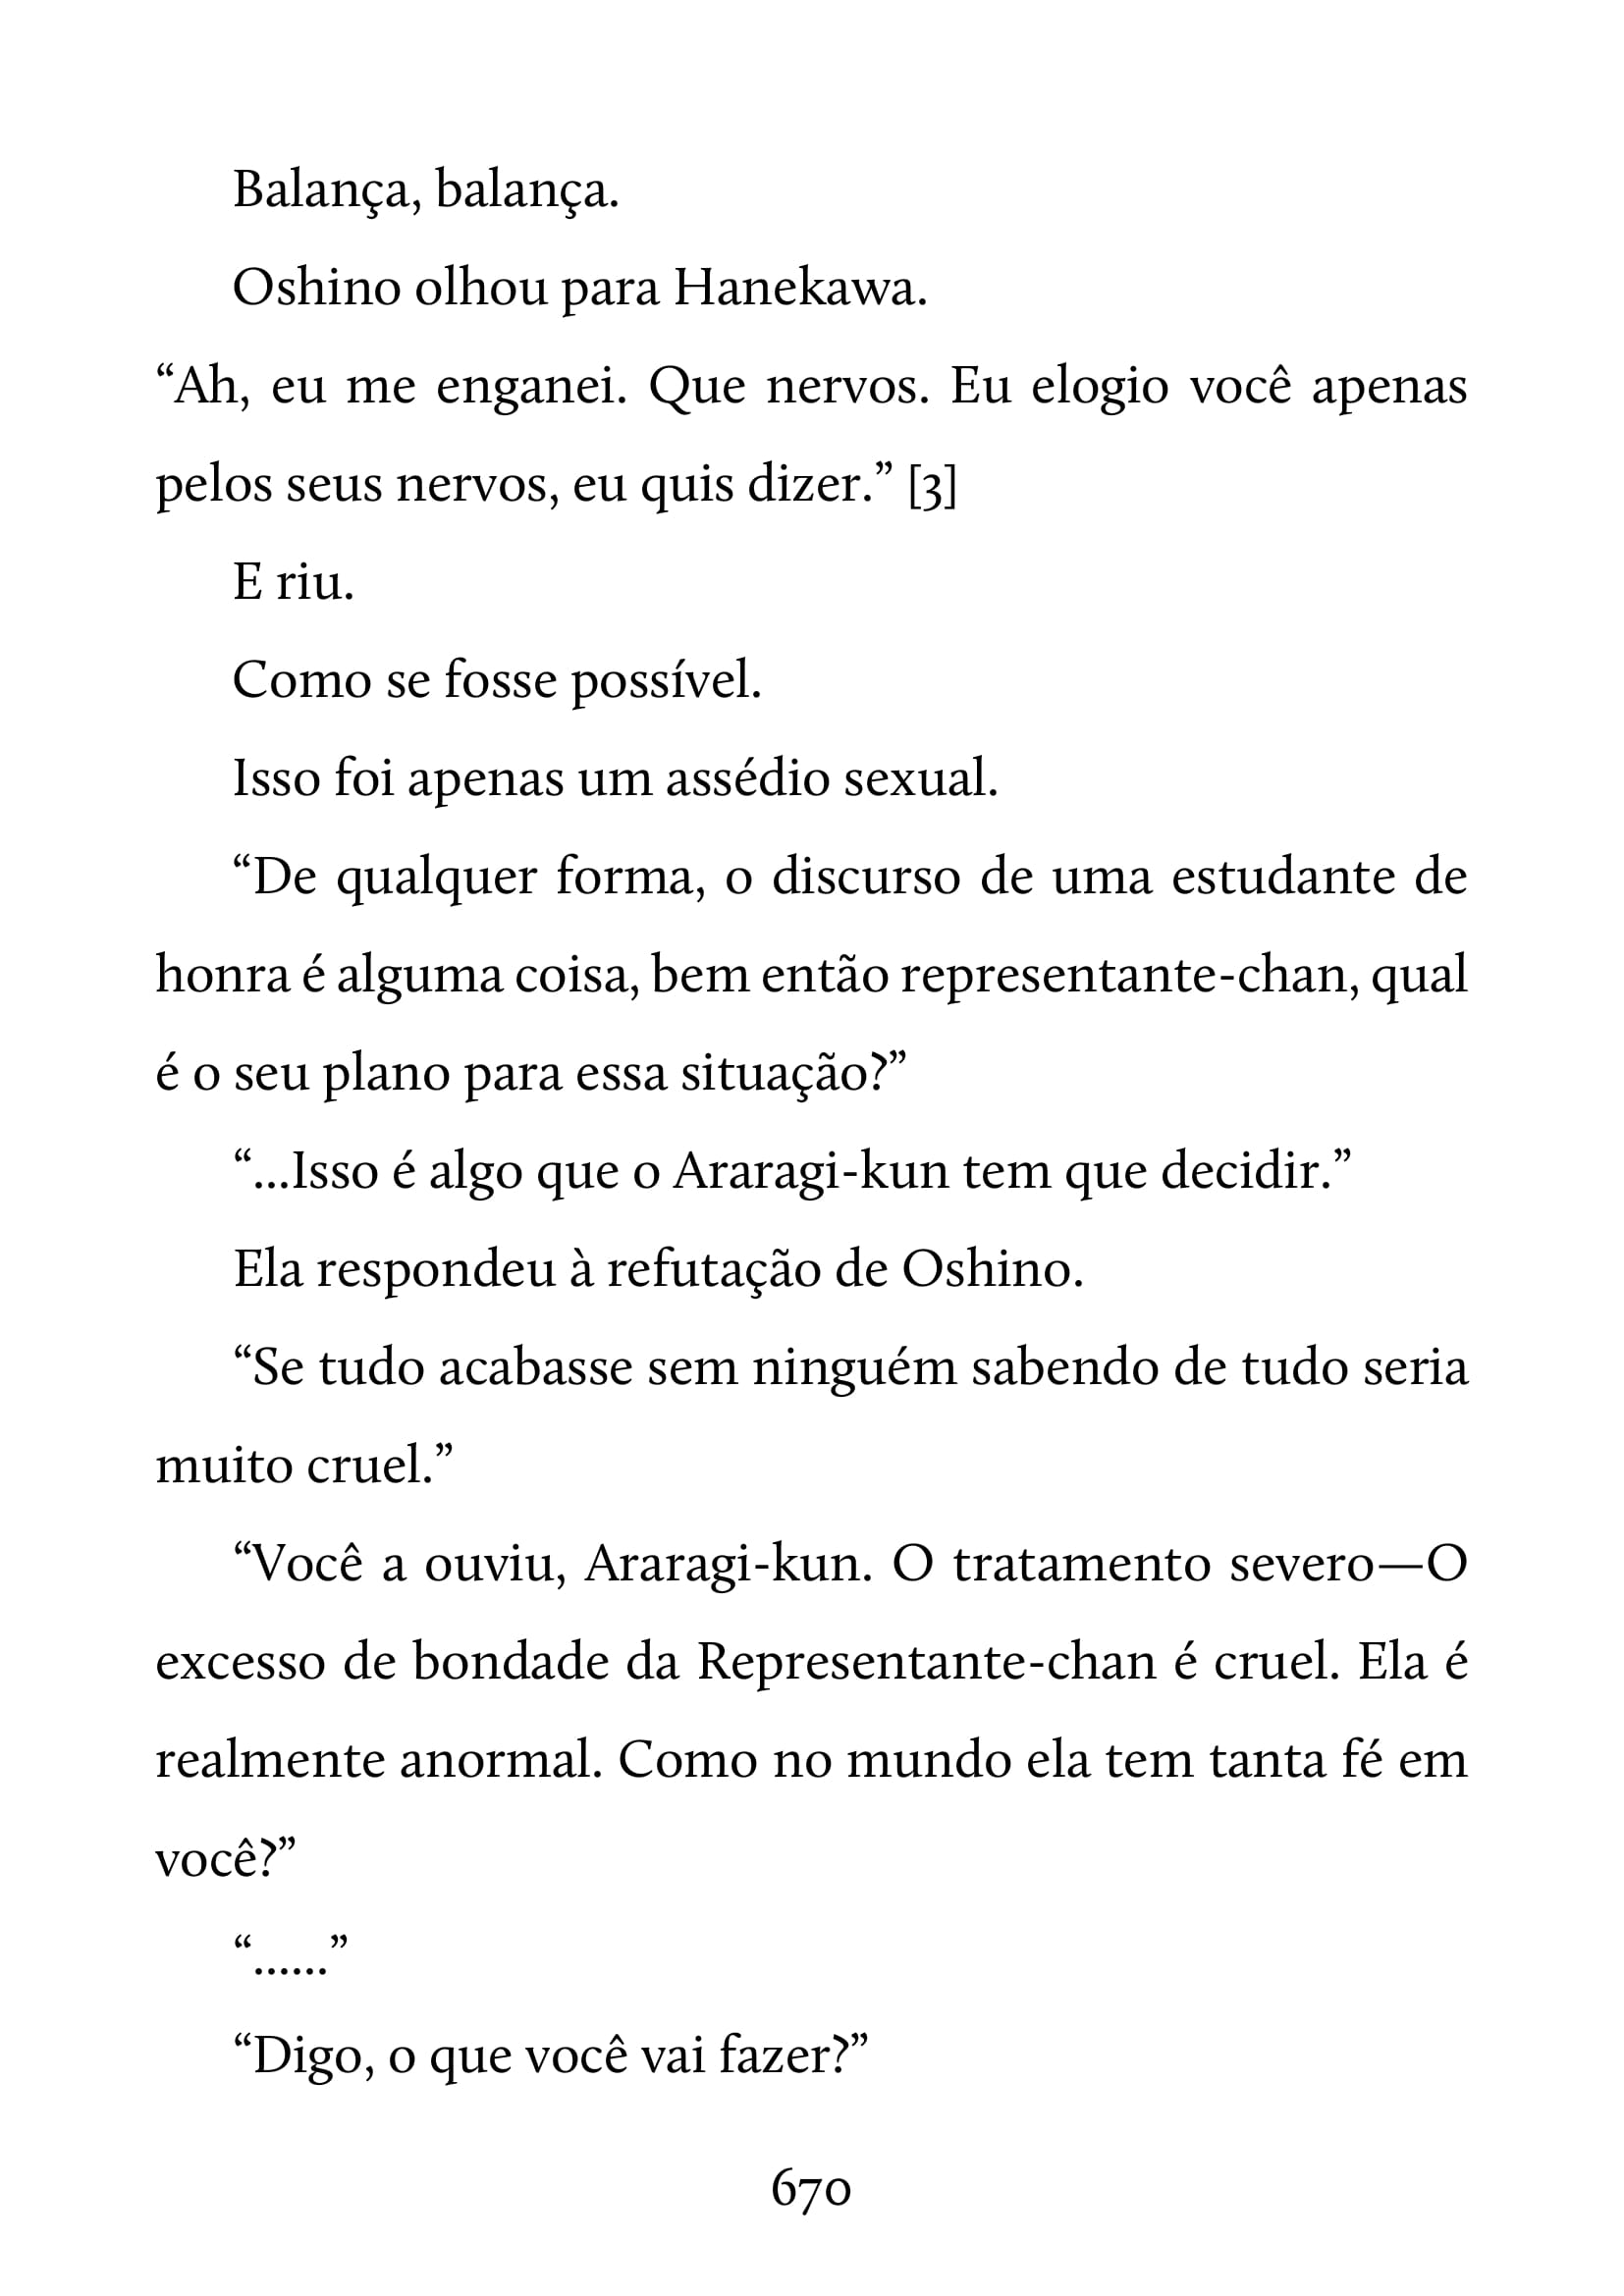 Balança, balança.
Oshino olhou para Hanekawa.
“Ah, eu me enganei. Que nervos. Eu elogio você apenas
pelos seus nervos, eu quis dizer.” [3]
E riu.
Como se fosse possível.
Isso foi apenas um assédio sexual.
“De qualquer forma, o discurso de uma estudante de
honra é alguma coisa, bem então representante-chan, qual
é o seu plano para essa situação?”
“...Isso é algo que o Araragi-kun tem que decidir.”
Ela respondeu à refutação de Oshino.
“Se tudo acabasse sem ninguém sabendo de tudo seria
muito cruel.”
“Você a ouviu, Araragi-kun. O tratamento severo—O
excesso de bondade da Representante-chan é cruel. Ela é
realmente anormal. Como no mundo ela tem tanta fé em
você?”
“......”
“Digo, o que você vai fazer?”
670